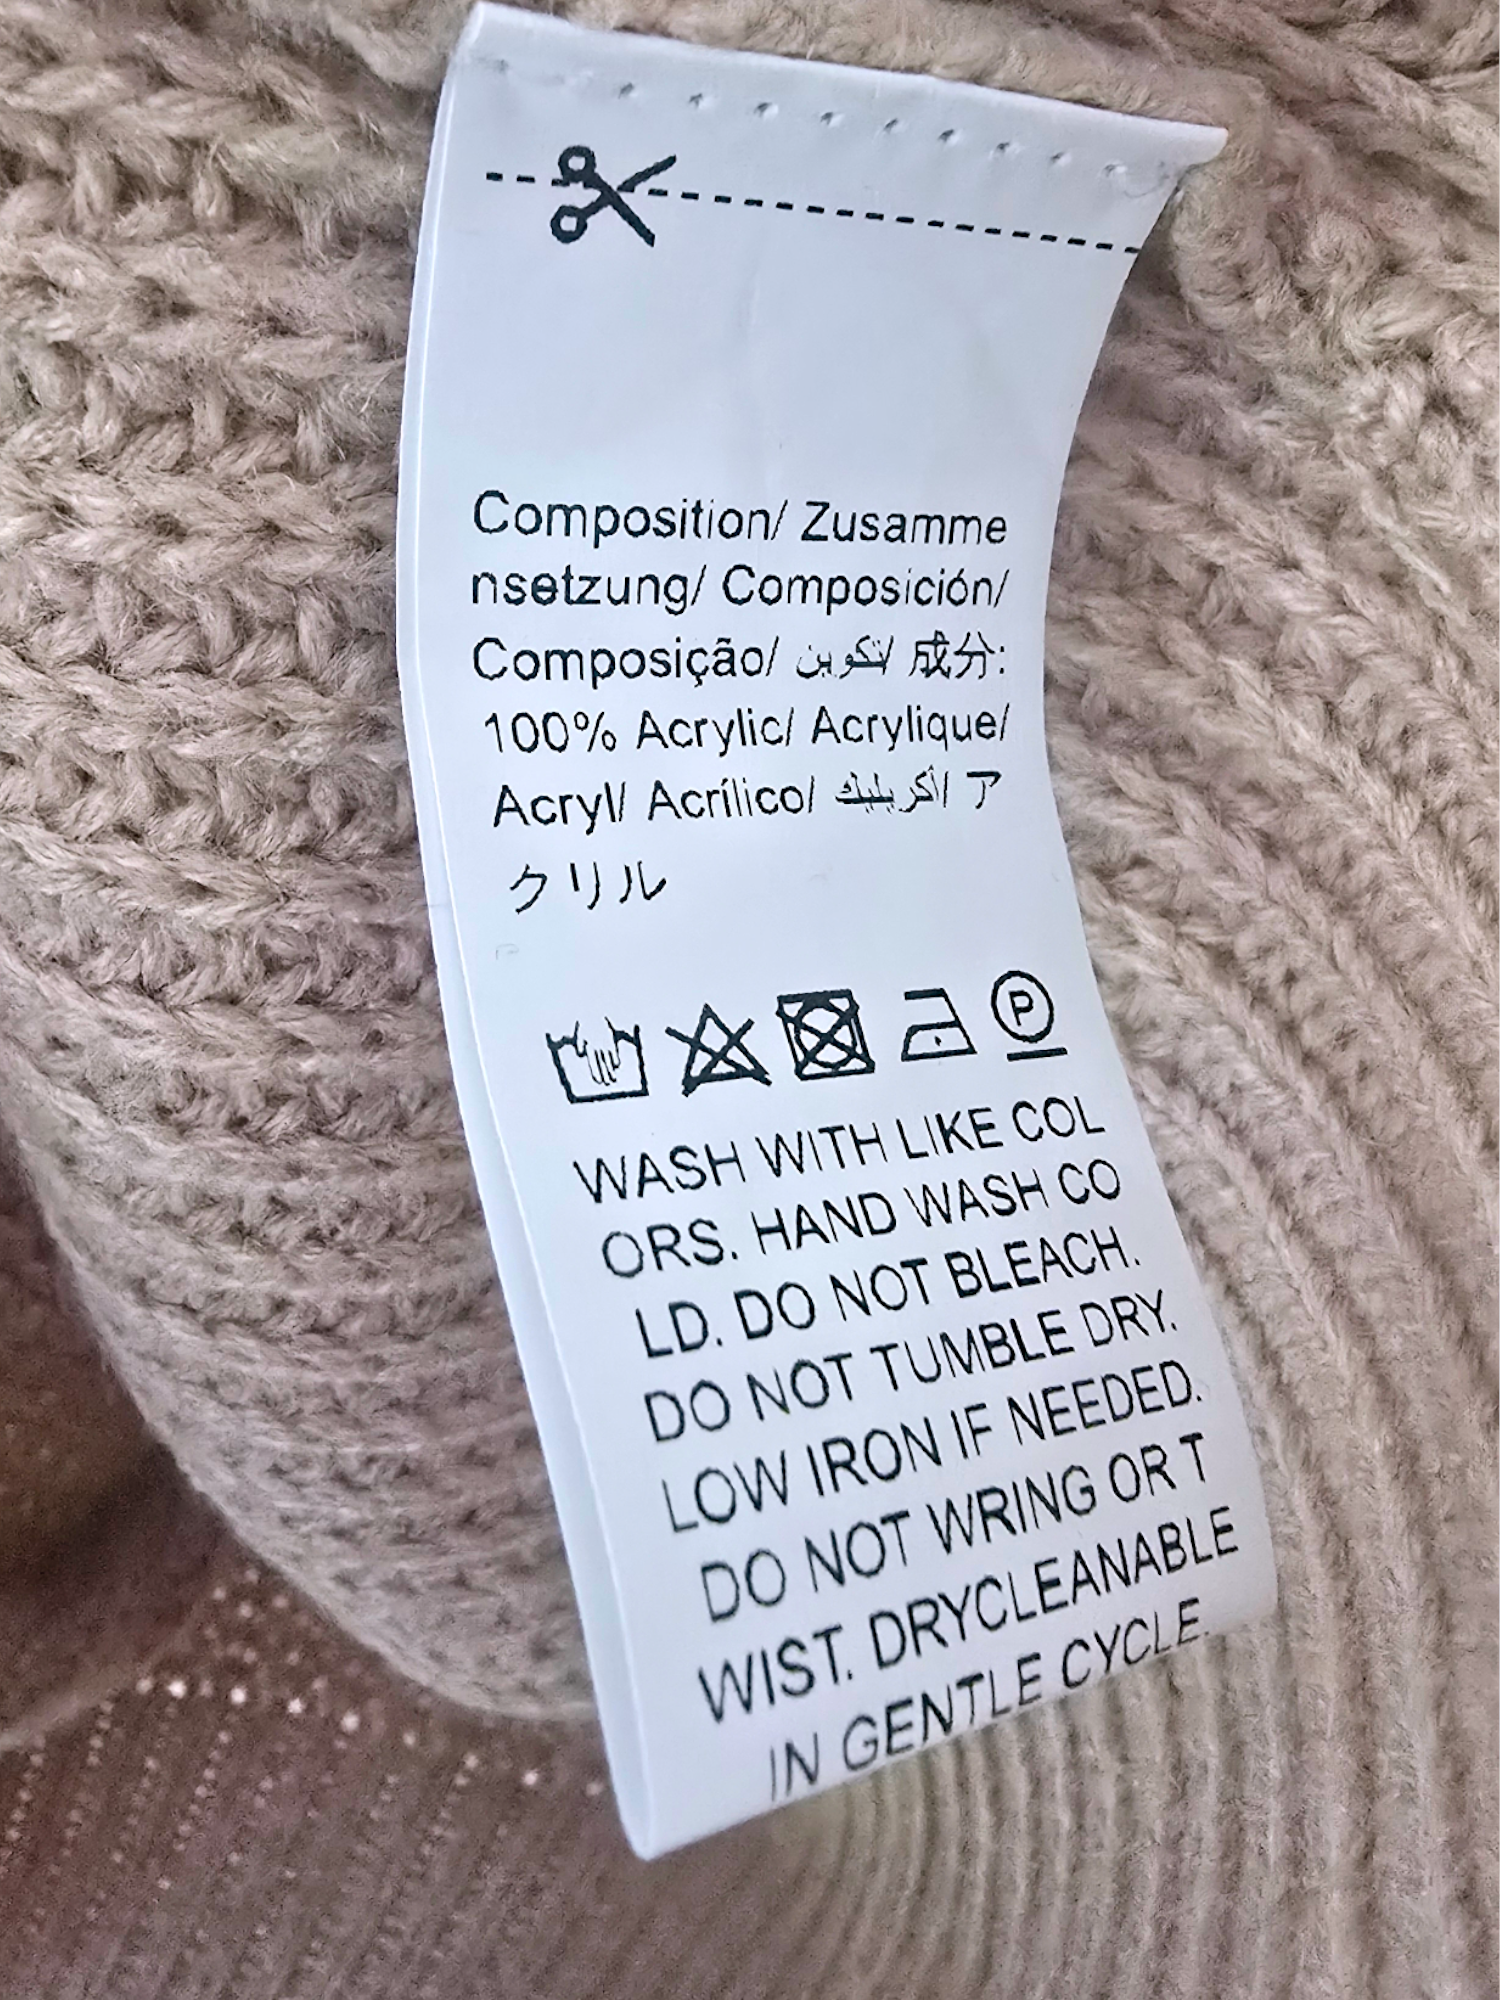 Composition/ Zusamme
nsetzung/ Composición/
Composição/ تكوين/ 成分:
100% Acrylic/ Acrylique/
Acryl/ Acrílico/ أكريليك/ ア
クリル
P
WASH WITH LIKE COL
ORS. HAND WASH CO
LD. DO NOT BLEACH.
DO NOT TUMBLE DRY.
LOW IRON IF NEEDED.
DO NOT WRING OR T
WIST. DRYCLEANABLE
IN GENTLE CYCLE.